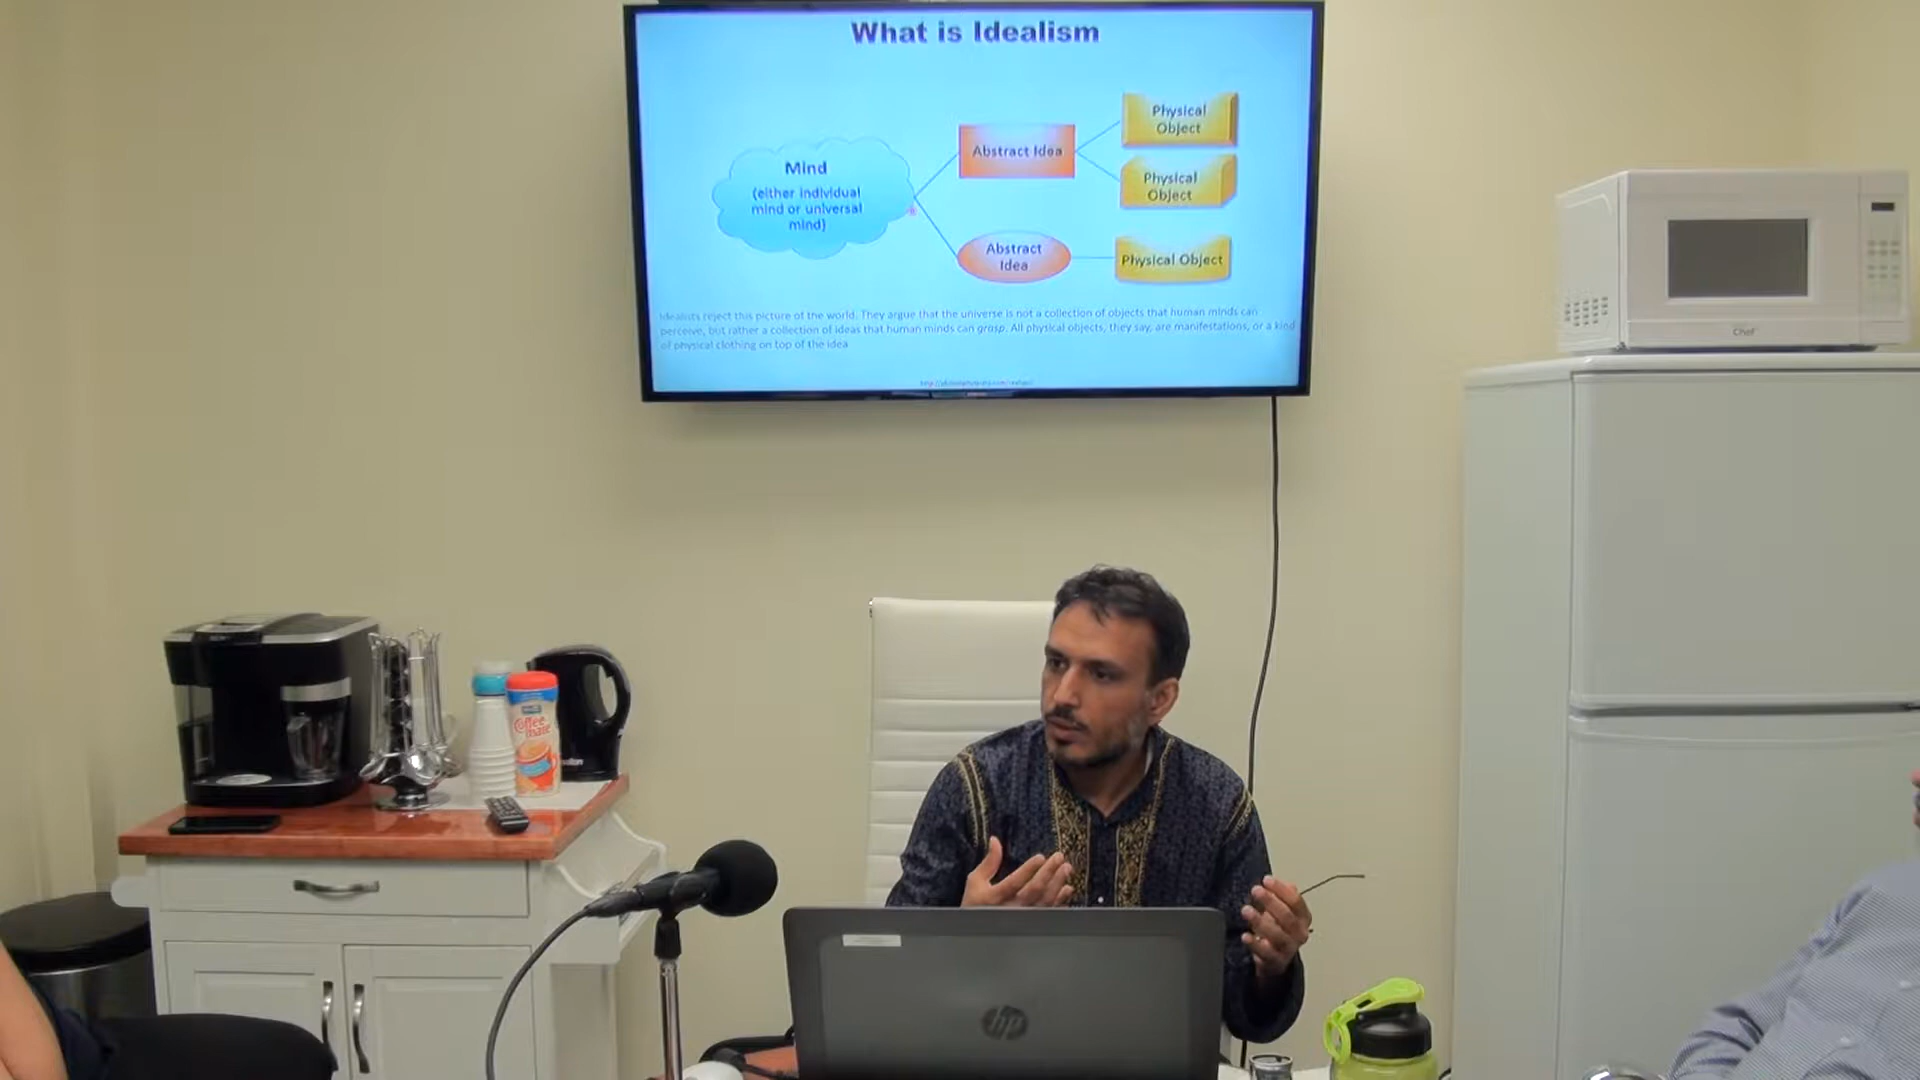 What is Idealism
Mind
(either individual
mind or universal
mind)
Abstract Idea
Physical
Object
Physical
Object
Abstract
Idea
Physical Object
Idealists reject this picture of the world. They argue that the universe is not a collection of objects that human minds can
perceive, but rather a collection of ideas that human minds can grasp. All physical objects, they say, are manifestations, or a kind
of physical clothing on top of the idea
Chef
Coffee
mate
hp